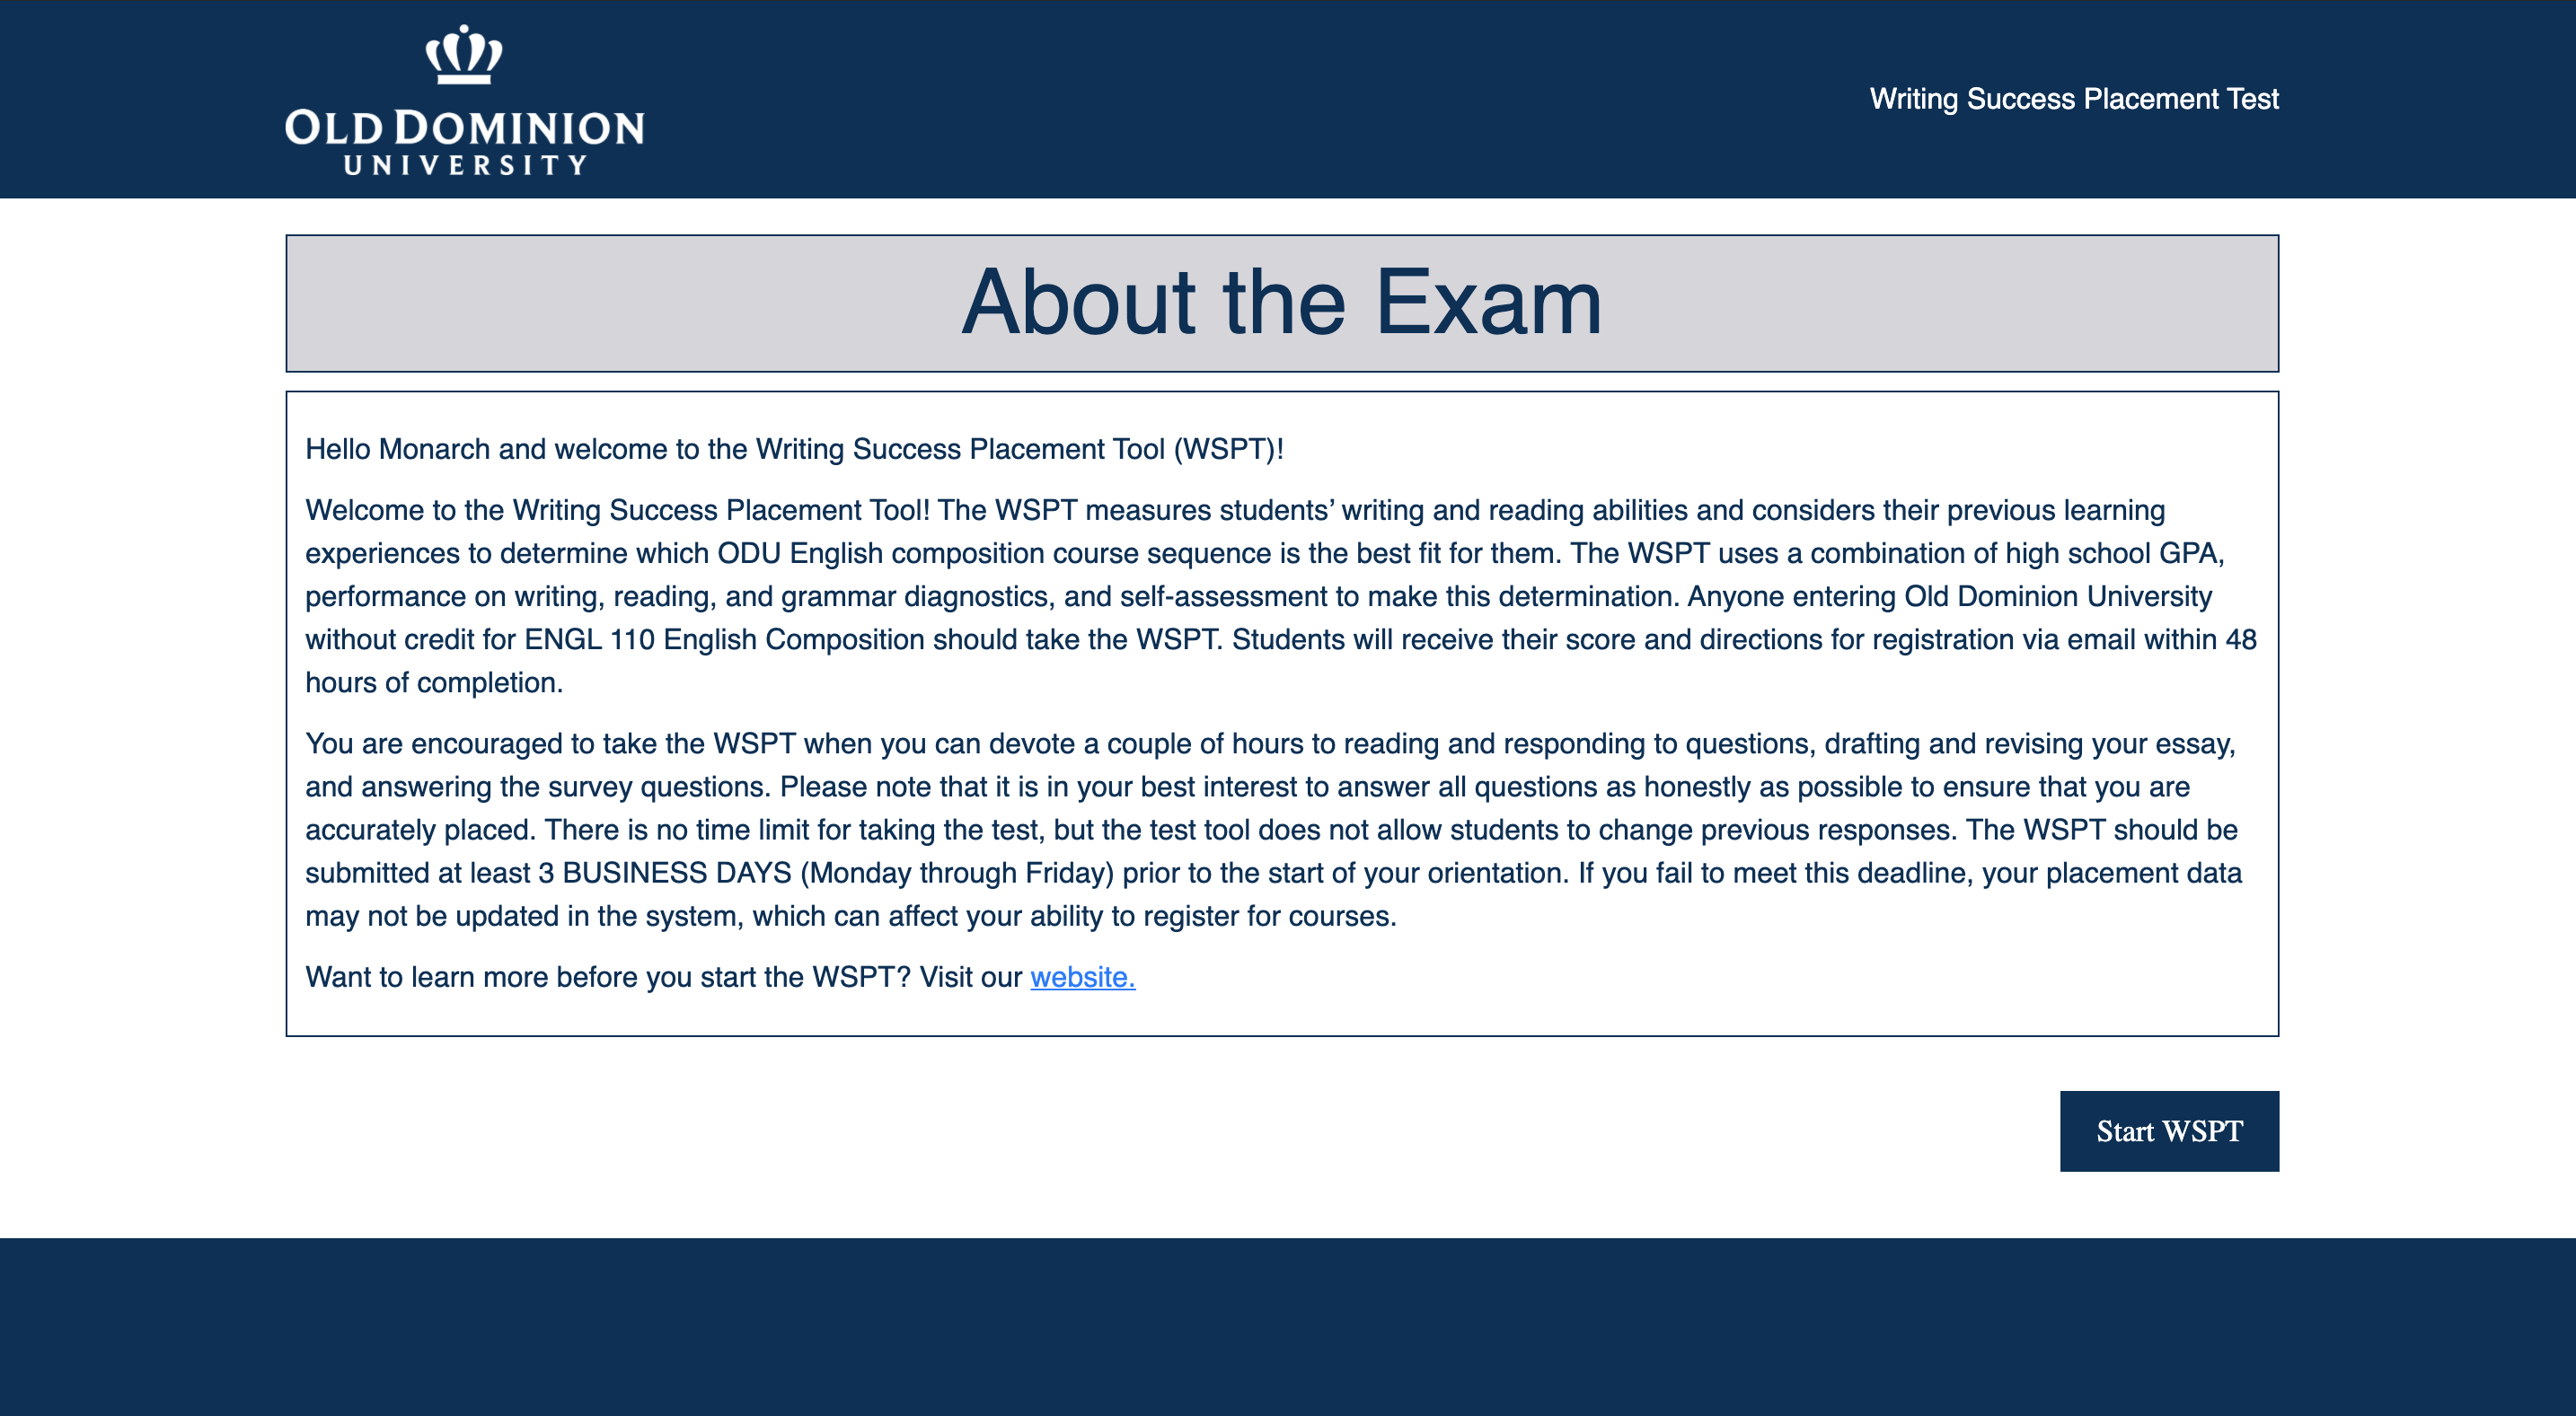 OLD DOMINION
UNIVERSITY
Writing Success Placement Test
About the Exam
Hello Monarch and welcome to the Writing Success Placement Tool (WSPT)!
Welcome to the Writing Success Placement Tool! The WSPT measures students’ writing and reading abilities and considers their previous learning
experiences to determine which ODU English composition course sequence is the best fit for them. The WSPT uses a combination of high school GPA,
performance on writing, reading, and grammar diagnostics, and self-assessment to make this determination. Anyone entering Old Dominion University
without credit for ENGL 110 English Composition should take the WSPT. Students will receive their score and directions for registration via email within 48
hours of completion.
You are encouraged to take the WSPT when you can devote a couple of hours to reading and responding to questions, drafting and revising your essay,
and answering the survey questions. Please note that it is in your best interest to answer all questions as honestly as possible to ensure that you are
accurately placed. There is no time limit for taking the test, but the test tool does not allow students to change previous responses. The WSPT should be
submitted at least 3 BUSINESS DAYS (Monday through Friday) prior to the start of your orientation. If you fail to meet this deadline, your placement data
may not be updated in the system, which can affect your ability to register for courses.
Want to learn more before you start the WSPT? Visit our website.
Start WSPT